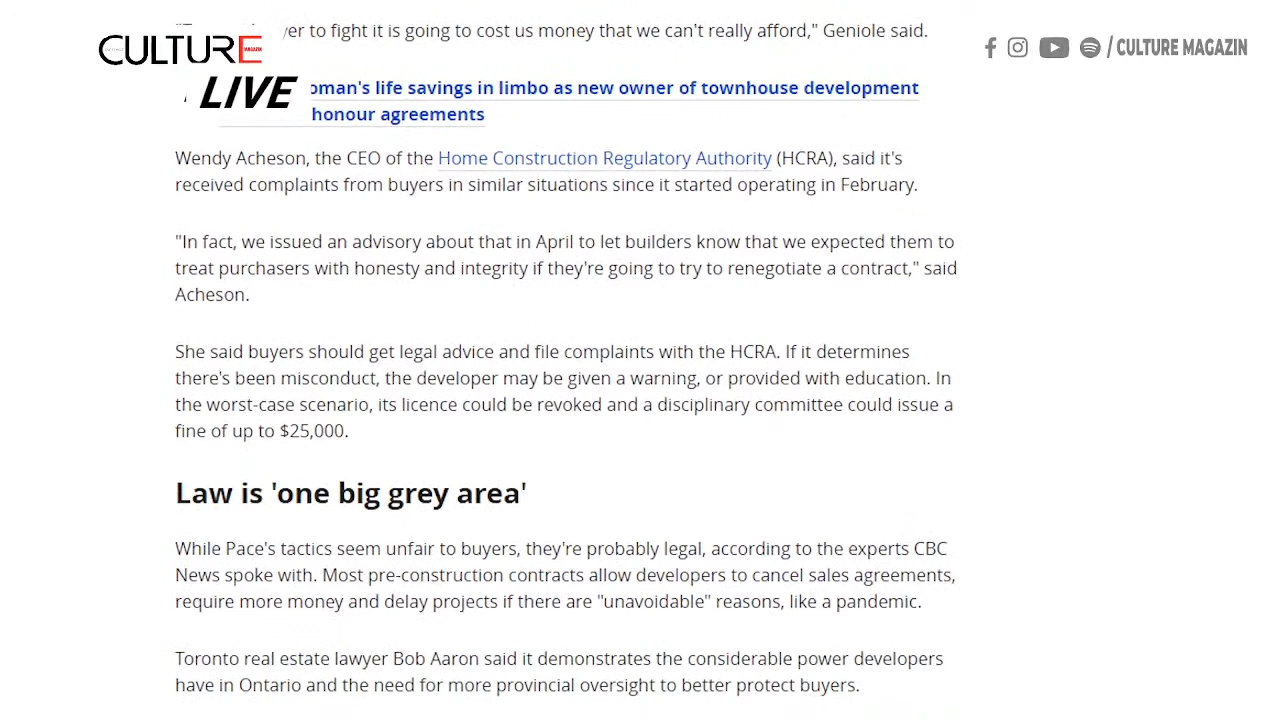 to fight it is going to cost us money that we can't really afford," Geniole said.
CULTURE
MAGAZIN
/ CULTURE MAGAZIN
LIVE
life savings in limbo as new owner of townhouse development
honour agreements
Wendy Acheson, the CEO of the Home Construction Regulatory Authority (HCRA), said it's
received complaints from buyers in similar situations since it started operating in February.
"In fact, we issued an advisory about that in April to let builders know that we expected them to
treat purchasers with honesty and integrity if they're going to try to renegotiate a contract," said
Acheson.
She said buyers should get legal advice and file complaints with the HCRA. If it determines
there's been misconduct, the developer may be given a warning, or provided with education. In
the worst-case scenario, its licence could be revoked and a disciplinary committee could issue a
fine of up to $25,000.
Law is 'one big grey area'
While Pace's tactics seem unfair to buyers, they're probably legal, according to the experts CBC
News spoke with. Most pre-construction contracts allow developers to cancel sales agreements,
require more money and delay projects if there are "unavoidable" reasons, like a pandemic.
Toronto real estate lawyer Bob Aaron said it demonstrates the considerable power developers
have in Ontario and the need for more provincial oversight to better protect buyers.